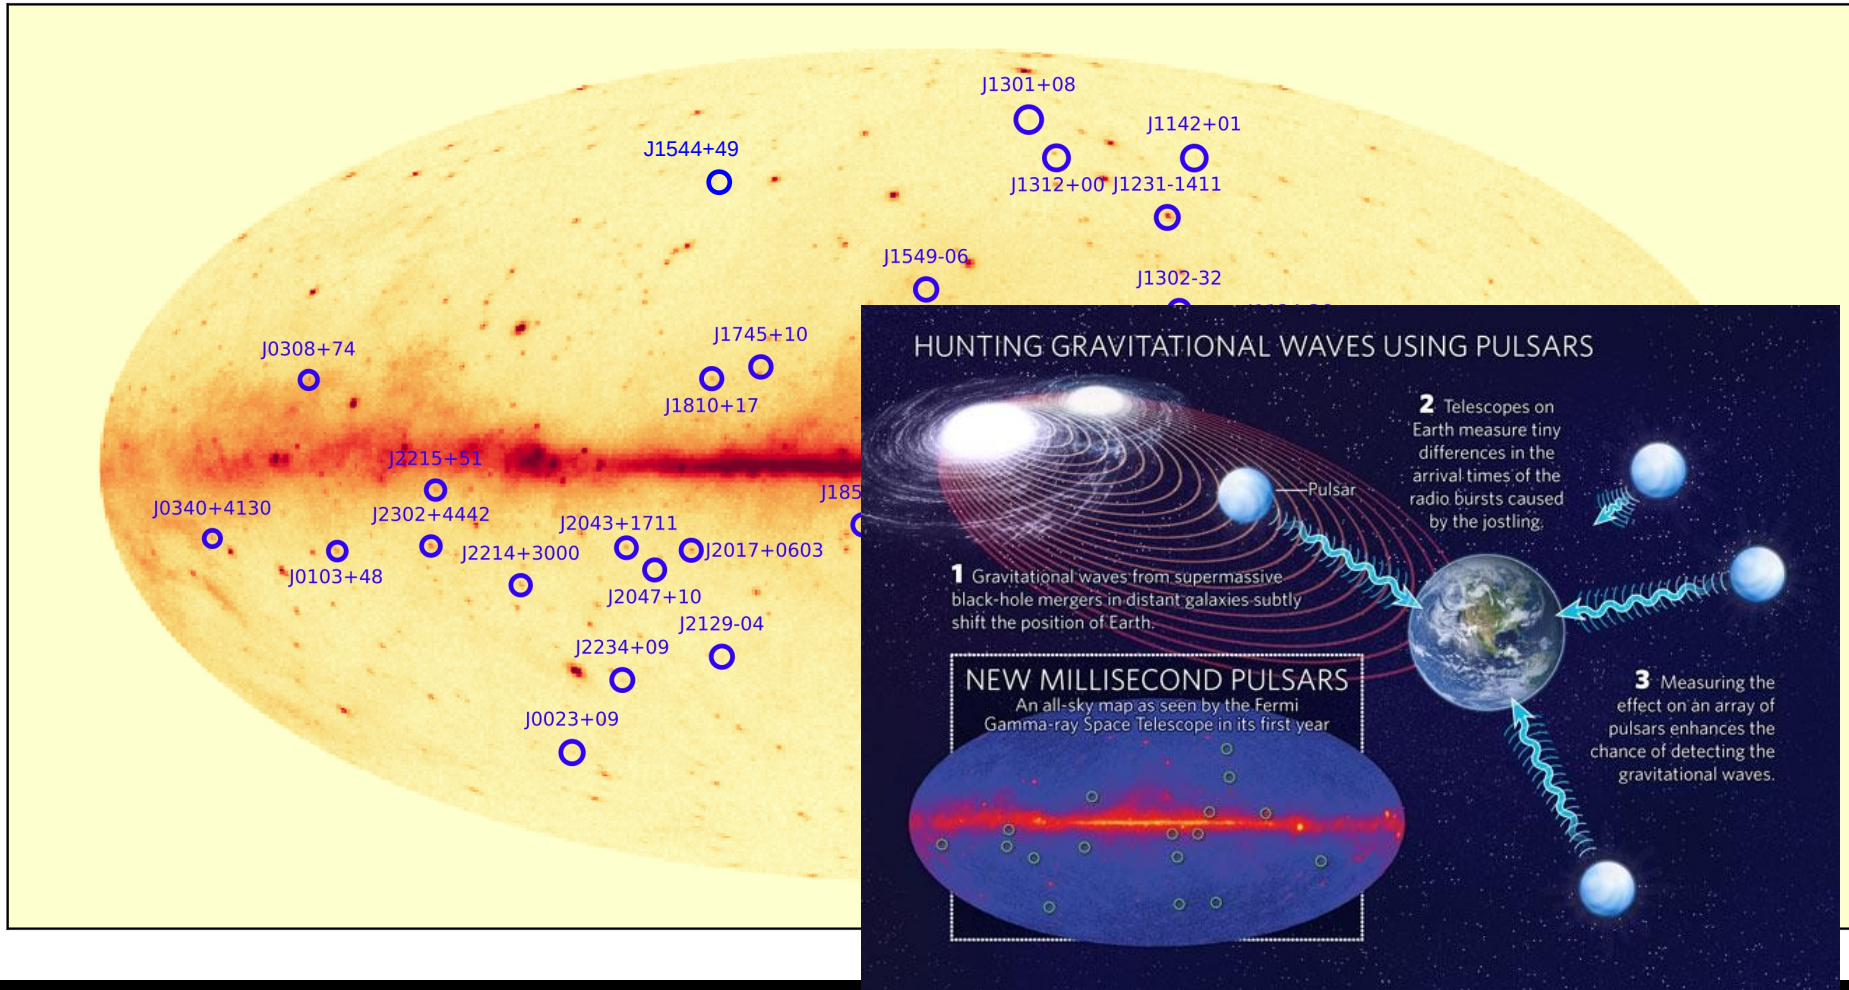 J1301+08
J1142+01
J1544+49
J1312+00
J1231-1411
J1549-06
J1302-32
J1745+10
J0308+74
J1810+17
J2215+51
J0340+4130
J2302+4442
J2043+1711
J2214+3000
J2017+0603
J0103+48
J2047+10
J2129-04
J2234+09
J0023+09
J185
HUNTING GRAVITATIONAL WAVES USING PULSARS
Pulsar
1 Gravitational waves from supermassive
black-hole mergers in distant galaxies subtly
shift the position of Earth.
2 Telescopes on
Earth measure tiny
differences in the
arrival times of the
radio bursts caused
by the jostling.
3 Measuring the
effect on an array of
pulsars enhances the
chance of detecting the
gravitational waves.
NEW MILLISECOND PULSARS
An all-sky map as seen by the Fermi
Gamma-ray Space Telescope in its first year